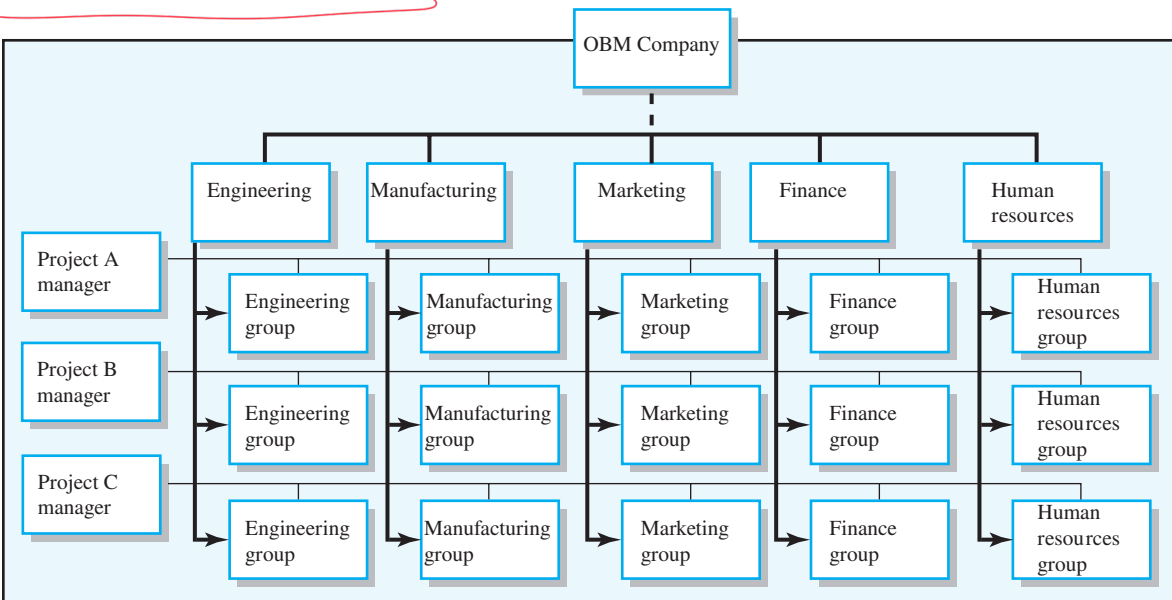 OBM Company
Engineering
Manufacturing
Marketing
Finance
Human
resources
Project A
manager
Engineering
group
Manufacturing
group
Marketing
group
Finance
group
Human
resources
group
Project B
manager
Engineering
group
Manufacturing
group
Marketing
group
Finance
group
Human
resources
group
Project C
manager
Engineering
group
Manufacturing
group
Marketing
group
Finance
group
Human
resources
group